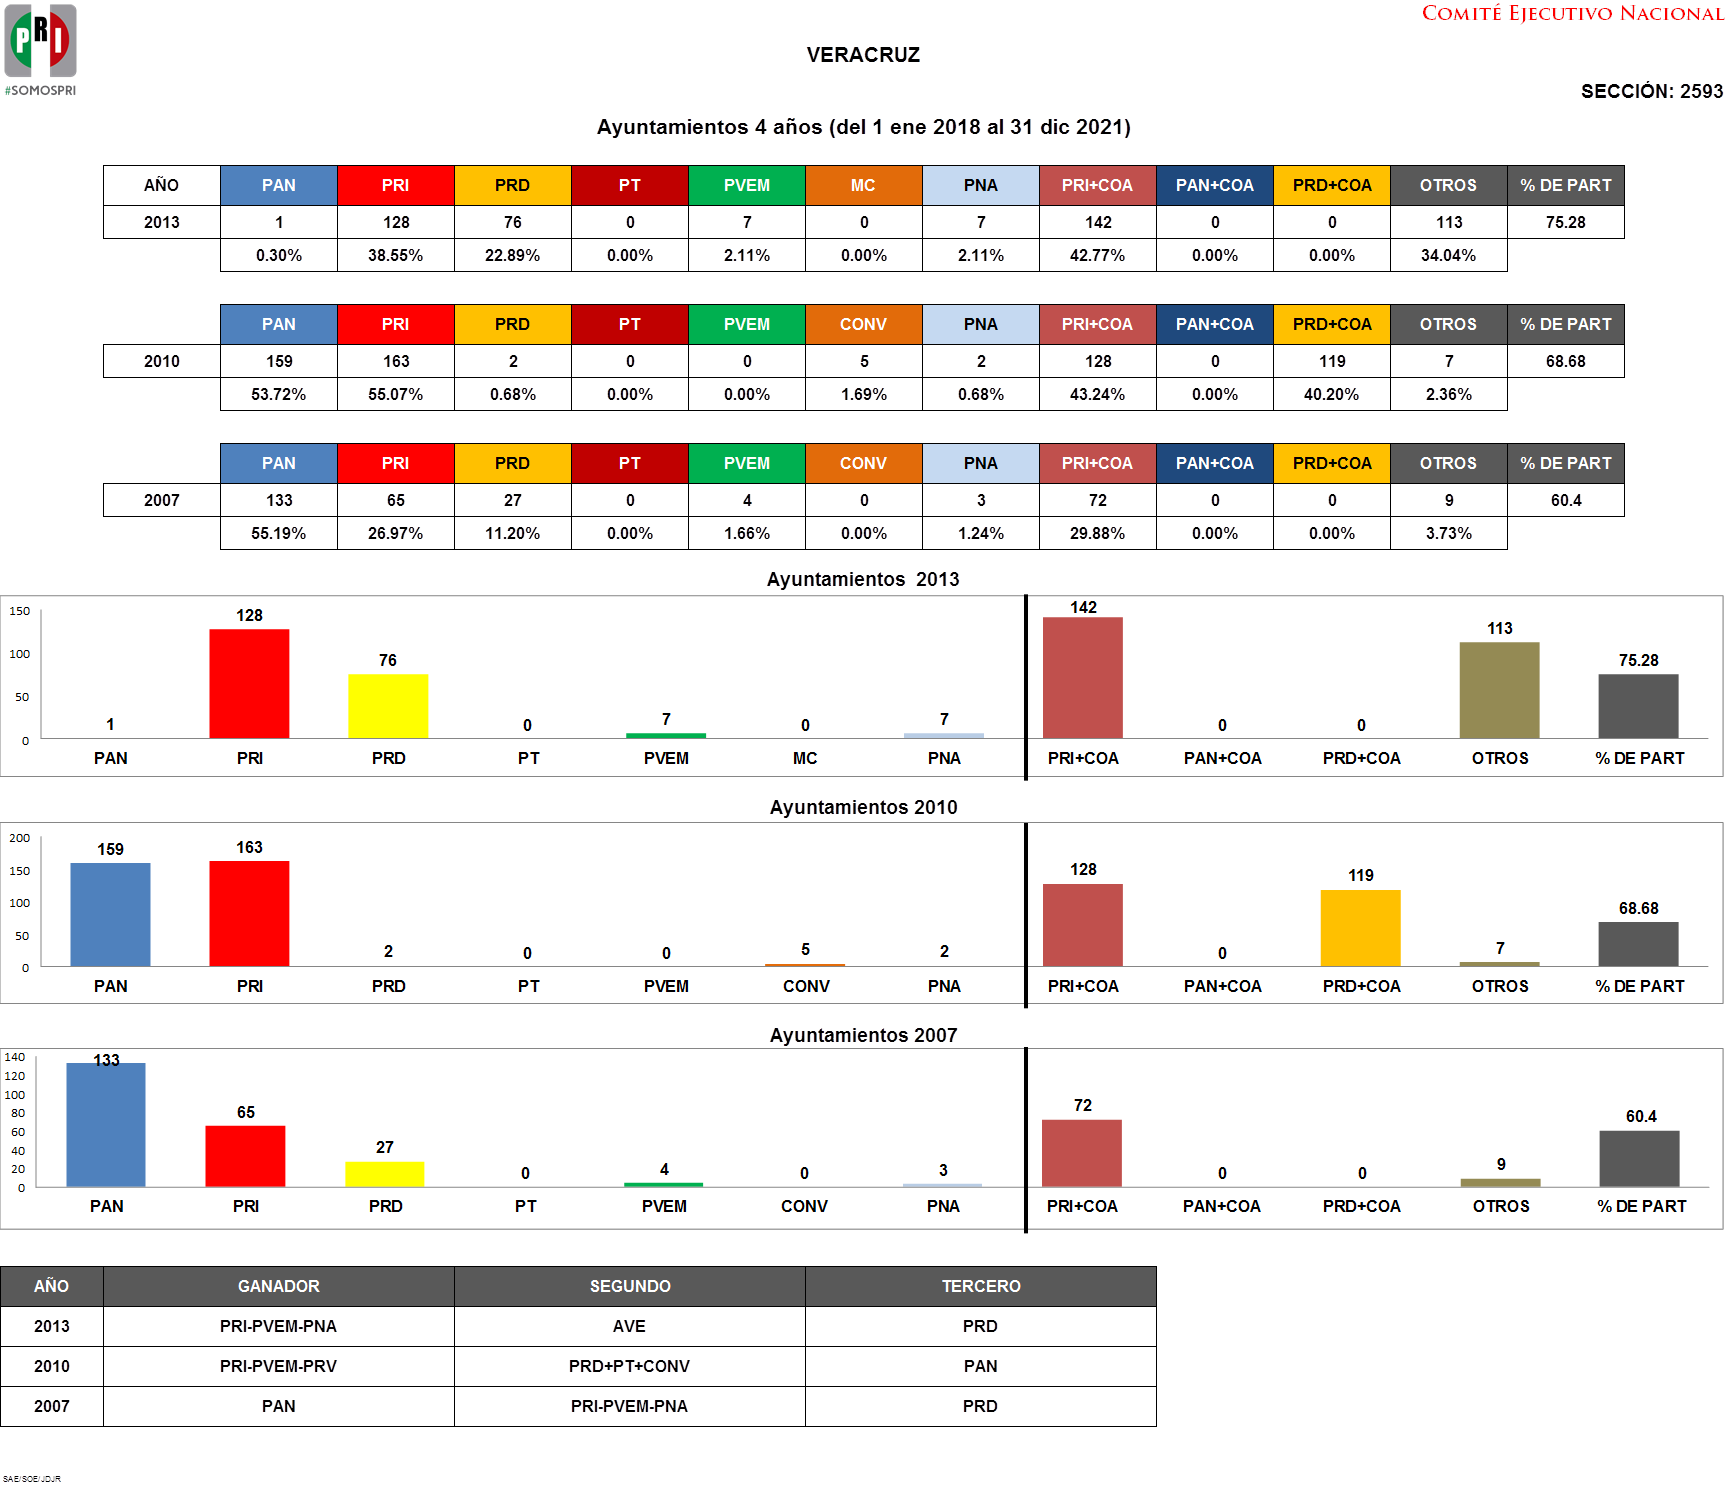 PRI
#SOMOSPRI
COMITÉ EJECUTIVO NACIONAL
VERACRUZ
SECCIÓN: 2593
Ayuntamientos 4 años (del 1 ene 2018 al 31 dic 2021)
AÑO PAN PRI PRD PT PVEM MC PNA PRI+COA PAN+COA PRD+COA OTROS % DE PART
2013 1 128 76 0 7 0 7 142 0 0 113 75.28
0.30% 38.55% 22.89% 0.00% 2.11% 0.00% 2.11% 42.77% 0.00% 0.00% 34.04%
PAN PRI PRD PT PVEM CONV PNA PRI+COA PAN+COA PRD+COA OTROS % DE PART
2010 159 163 2 0 0 5 2 128 0 119 7 68.68
53.72% 55.07% 0.68% 0.00% 0.00% 1.69% 0.68% 43.24% 0.00% 40.20% 2.36%
PAN PRI PRD PT PVEM CONV PNA PRI+COA PAN+COA PRD+COA OTROS % DE PART
2007 133 65 27 0 4 0 3 72 0 0 9 60.4
55.19% 26.97% 11.20% 0.00% 1.66% 0.00% 1.24% 29.88% 0.00% 0.00% 3.73%
Ayuntamientos 2013
150
100
50
0
1 128 76 0 7 0 7 142 0 0 113 75.28
PAN PRI PRD PT PVEM MC PNA PRI+COA PAN+COA PRD+COA OTROS % DE PART
Ayuntamientos 2010
200
150
100
50
0
159 163 2 0 0 5 2 128 0 119 7 68.68
PAN PRI PRD PT PVEM CONV PNA PRI+COA PAN+COA PRD+COA OTROS % DE PART
Ayuntamientos 2007
140
120
100
80
60
40
20
0
133 65 27 0 4 0 3 72 0 0 9 60.4
PAN PRI PRD PT PVEM CONV PNA PRI+COA PAN+COA PRD+COA OTROS % DE PART
AÑO GANADOR SEGUNDO TERCERO
2013 PRI-PVEM-PNA AVE PRD
2010 PRI-PVEM-PRV PRD+PT+CONV PAN
2007 PAN PRI-PVEM-PNA PRD
SAE/SOE/JDJR